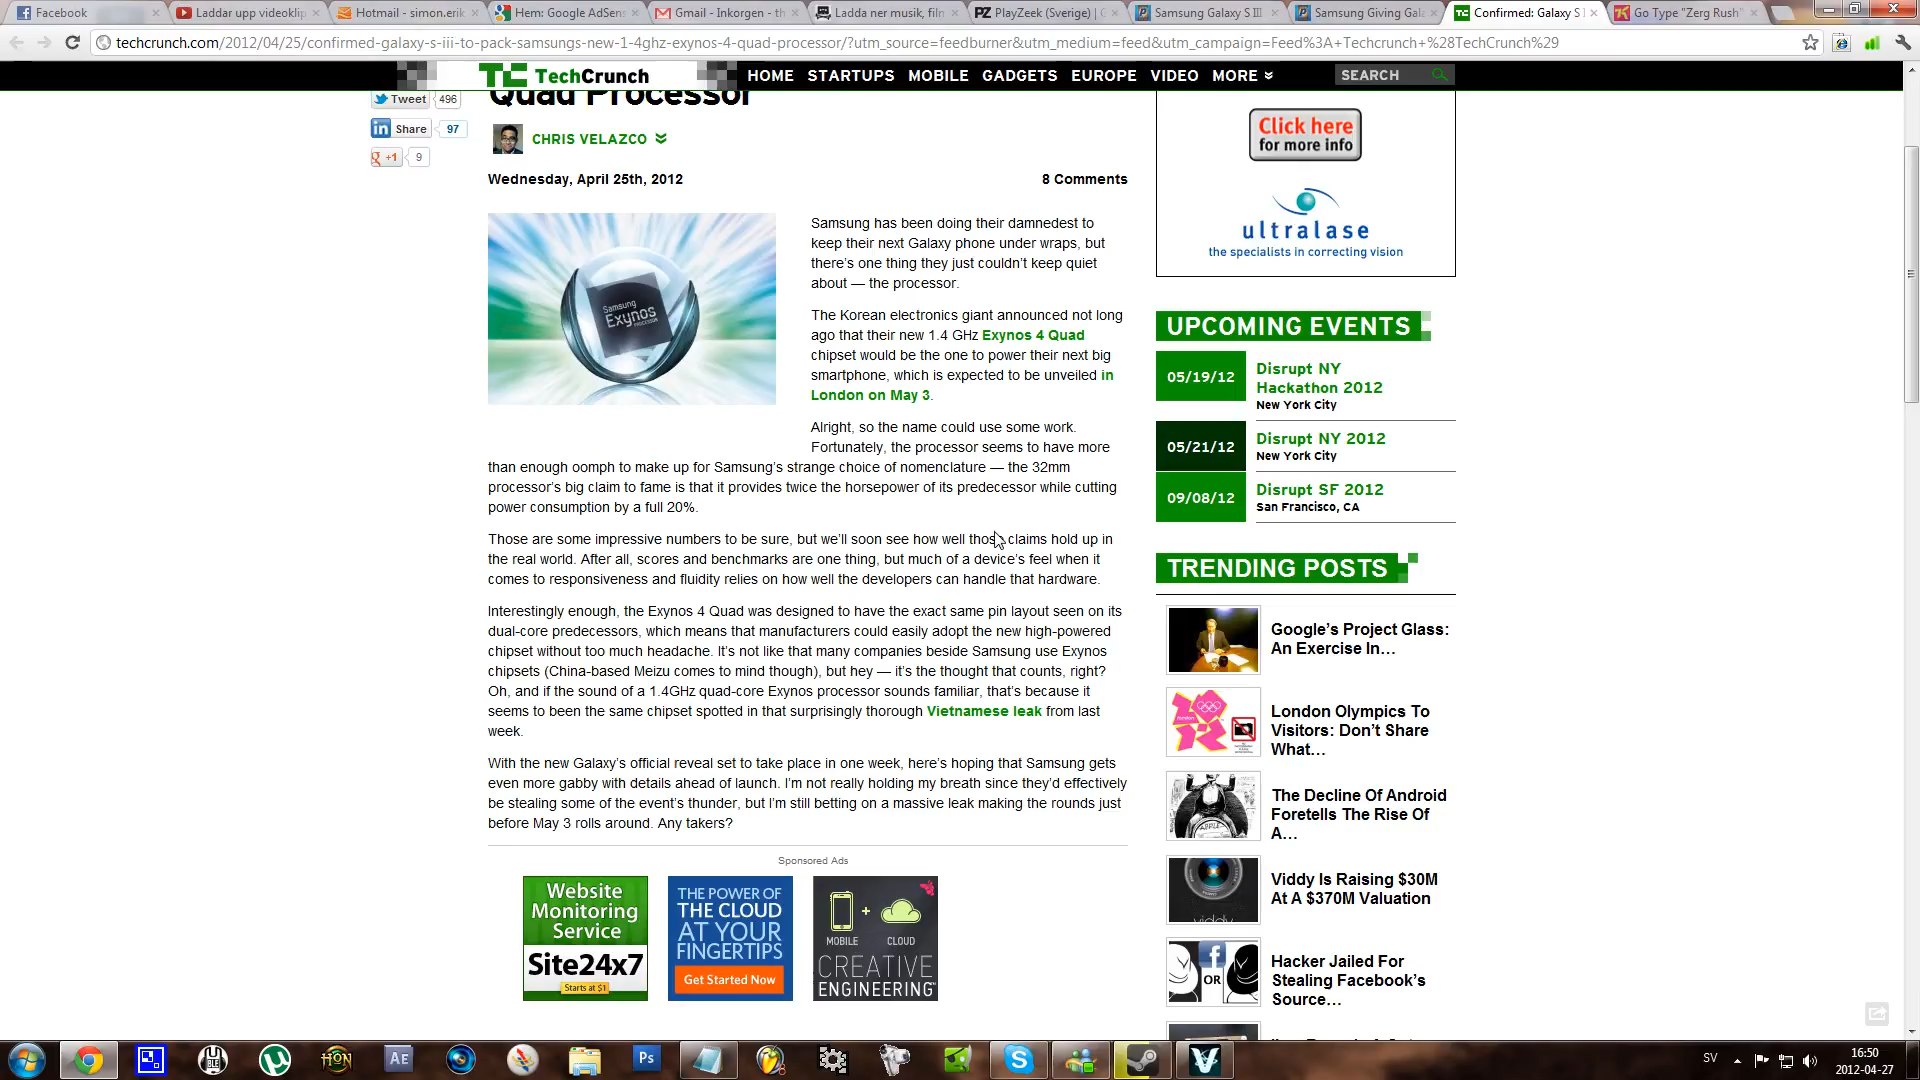 Facebook
Laddar upp videoklip
Hotmail - simon.erik
Hem: Google AdSens
Gmail - Inkorgen - th
Ladda ner musik, film
PlayZeek (Sverige) | G
Samsung Galaxy S III
Samsung Giving Gala
Confirmed: Galaxy S I
Go Type "Zerg Rush"
techcrunch.com/2012/04/25/confirmed-galaxy-s-iii-to-pack-samsungs-new-1-4ghz-exynos-4-quad-processor/?utm_source=feedburner&utm_medium=feed&utm_campaign=Feed%3A+Techcrunch+%28TechCrunch%29
TechCrunch
HOME STARTUPS MOBILE GADGETS EUROPE VIDEO MORE
SEARCH
Quad Processor
Tweet 496
in Share 97
+1 9
CHRIS VELAZCO
Wednesday, April 25th, 2012
8 Comments
Samsung
Exynos
PROCESSOR
Samsung has been doing their damnedest to
keep their next Galaxy phone under wraps, but
there's one thing they just couldn't keep quiet
about — the processor.
The Korean electronics giant announced not long
ago that their new 1.4 GHz Exynos 4 Quad
chipset would be the one to power their next big
smartphone, which is expected to be unveiled in
London on May 3.
Alright, so the name could use some work.
Fortunately, the processor seems to have more
than enough oomph to make up for Samsung's strange choice of nomenclature — the 32mm
processor's big claim to fame is that it provides twice the horsepower of its predecessor while cutting
power consumption by a full 20%.
Those are some impressive numbers to be sure, but we'll soon see how well those claims hold up in
the real world. After all, scores and benchmarks are one thing, but much of a device's feel when it
comes to responsiveness and fluidity relies on how well the developers can handle that hardware.
Interestingly enough, the Exynos 4 Quad was designed to have the exact same pin layout seen on its
dual-core predecessors, which means that manufacturers could easily adopt the new high-powered
chipset without too much headache. It's not like that many companies beside Samsung use Exynos
chipsets (China-based Meizu comes to mind though), but hey — it's the thought that counts, right?
Oh, and if the sound of a 1.4GHz quad-core Exynos processor sounds familiar, that's because it
seems to been the same chipset spotted in that surprisingly thorough Vietnamese leak from last
week.
With the new Galaxy's official reveal set to take place in one week, here's hoping that Samsung gets
even more gabby with details ahead of launch. I'm not really holding my breath since they'd effectively
be stealing some of the event's thunder, but I'm still betting on a massive leak making the rounds just
before May 3 rolls around. Any takers?
Sponsored Ads
Website
Monitoring
Service
Site24x7
Starts at $1
THE POWER OF
THE CLOUD
AT YOUR
FINGERTIPS
Get Started Now
MOBILE + CLOUD
CREATIVE
ENGINEERING
Click here
for more info
ultralase
the specialists in correcting vision
UPCOMING EVENTS
05/19/12
Disrupt NY
Hackathon 2012
New York City
05/21/12
Disrupt NY 2012
New York City
09/08/12
Disrupt SF 2012
San Francisco, CA
TRENDING POSTS
Google's Project Glass:
An Exercise In…
London Olympics To
Visitors: Don't Share
What…
The Decline Of Android
Foretells The Rise Of
A…
APPLE
Viddy Is Raising $30M
At A $370M Valuation
viddy
Hacker Jailed For
Stealing Facebook's
Source…
OR
HON
Ae
Ps
SV
16:50
2012-04-27